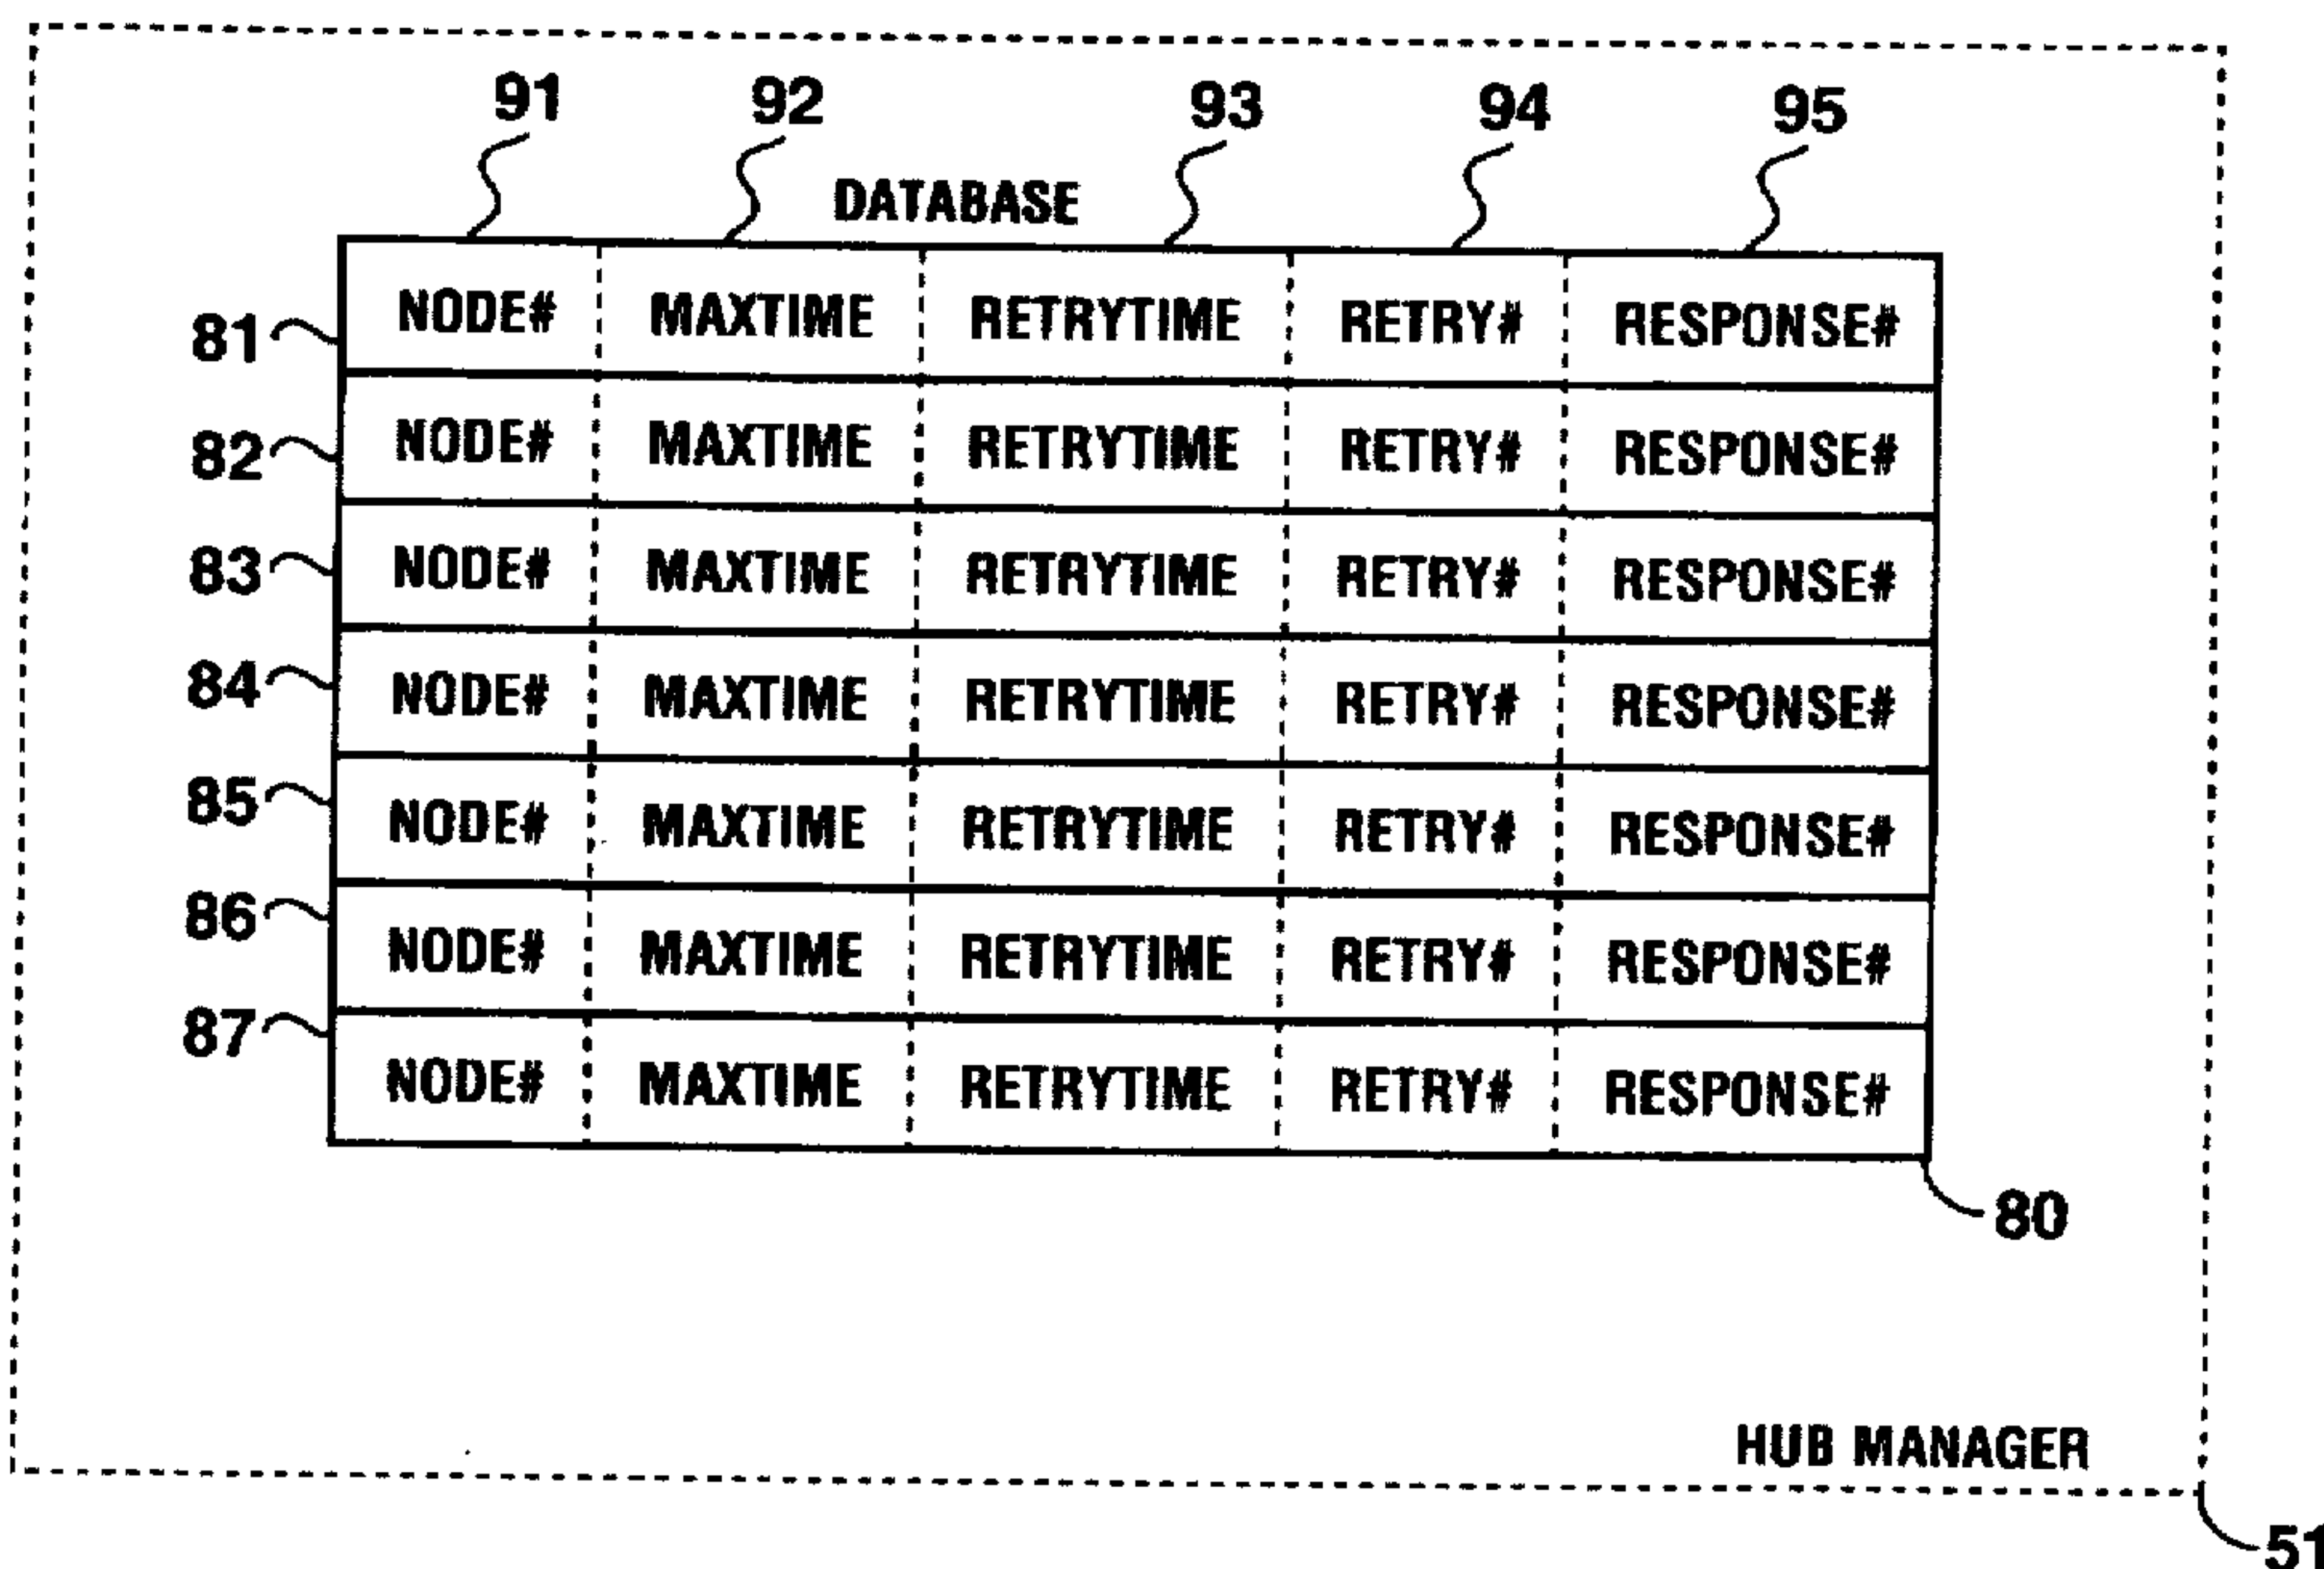 91 92 93 94 95
DATABASE
81 NODE# MAXTIME RETRYTIME RETRY# RESPONSE#
82 NODE# MAXTIME RETRYTIME RETRY# RESPONSE#
83 NODE# MAXTIME RETRYTIME RETRY# RESPONSE#
84 NODE# MAXTIME RETRYTIME RETRY# RESPONSE#
85 NODE# MAXTIME RETRYTIME RETRY# RESPONSE#
86 NODE# MAXTIME RETRYTIME RETRY# RESPONSE#
87 NODE# MAXTIME RETRYTIME RETRY# RESPONSE#
80
HUB MANAGER
51